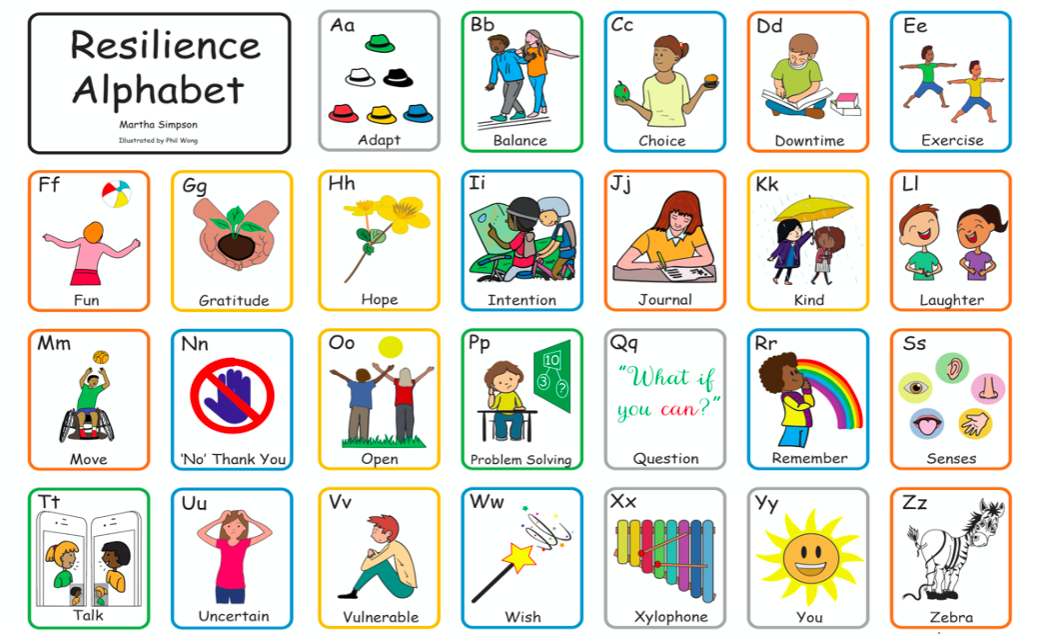 Resilience
Alphabet
Martha Simpson
Illustrated by Phil Wong
Aa
Adapt
Bb
Balance
Cc
Choice
Dd
Downtime
Ee
Exercise
Ff
Fun
Gg
Gratitude
Hh
Hope
Ii
Intention
Jj
Journal
Kk
Kind
Ll
Laughter
Mm
Move
Nn
'No' Thank You
Oo
Open
Pp
10
3
?
Problem Solving
Qq
"What if
you can?"
Question
Rr
Remember
Ss
Senses
Tt
Talk
Uu
Uncertain
Vv
Vulnerable
Ww
Wish
Xx
Xylophone
Yy
You
Zz
Zebra